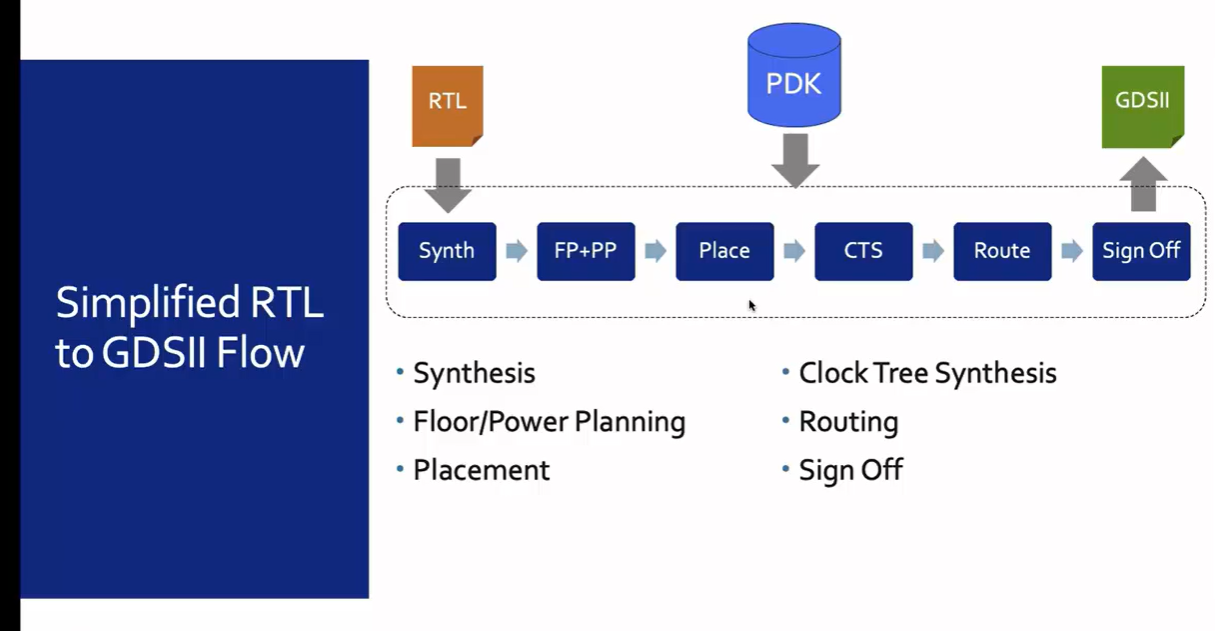 Simplified RTL
to GDSII Flow
RTL
PDK
GDSII
Synth
FP+PP
Place
CTS
Route
Sign Off
• Synthesis
• Floor/Power Planning
• Placement
• Clock Tree Synthesis
• Routing
• Sign Off